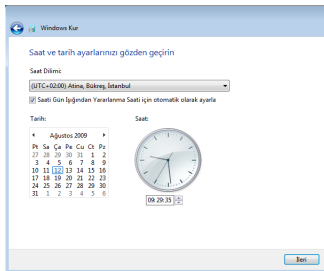 Windows Kur
Saat ve tarih ayarlarınızı gözden geçirin
Saat Dilimi:
(UTC+02:00) Atina, Bükreş, İstanbul
Saati Gün Işığından Yararlanma Saati için otomatik olarak ayarla
Tarih:
Saat:
Ağustos 2009
Pt Sa Ça Pe Cu Ct Pz
27 28 29 30 31 1 2
3 4 5 6 7 8 9
10 11 12 13 14 15 16
17 18 19 20 21 22 23
24 25 26 27 28 29 30
31 1 2 3 4 5 6
09:29:35
İleri